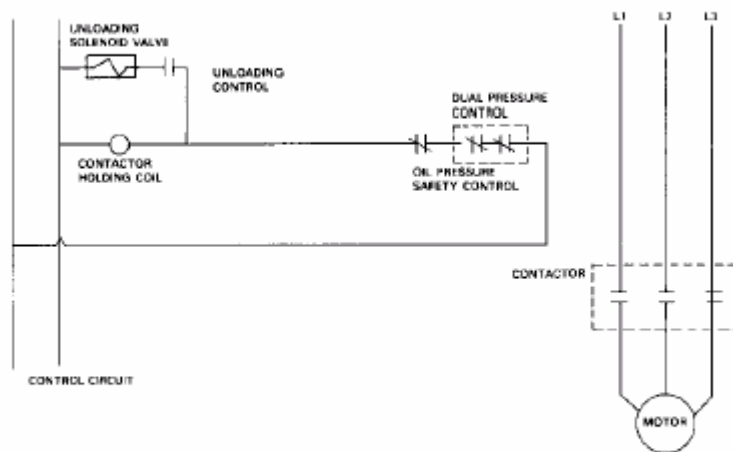 UNLOADING
SOLENOID VALVE
UNLOADING
CONTROL
L1
L2
L3
DUAL PRESSURE
CONTROL
CONTACTOR
HOLDING COIL
OIL PRESSURE
SAFETY CONTROL
CONTACTOR
CONTROL CIRCUIT
MOTOR